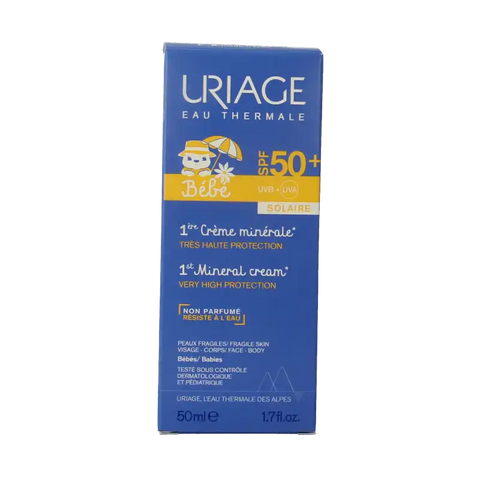 URIAGE
EAU THERMALE
Bébé
SPF 50+
UVB + UVA
SOLAIRE
1ère Crème minérale*
TRÈS HAUTE PROTECTION
1st Mineral cream*
VERY HIGH PROTECTION
NON PARFUMÉ
RÉSISTE À L'EAU
PEAUX FRAGILES/ FRAGILE SKIN
VISAGE - CORPS/ FACE - BODY
Bébés/ Babies
TESTÉ SOUS CONTRÔLE
DERMATOLOGIQUE
ET PÉDIATRIQUE
URIAGE, L'EAU THERMALE DES ALPES
50ml e 1.7fl.oz.